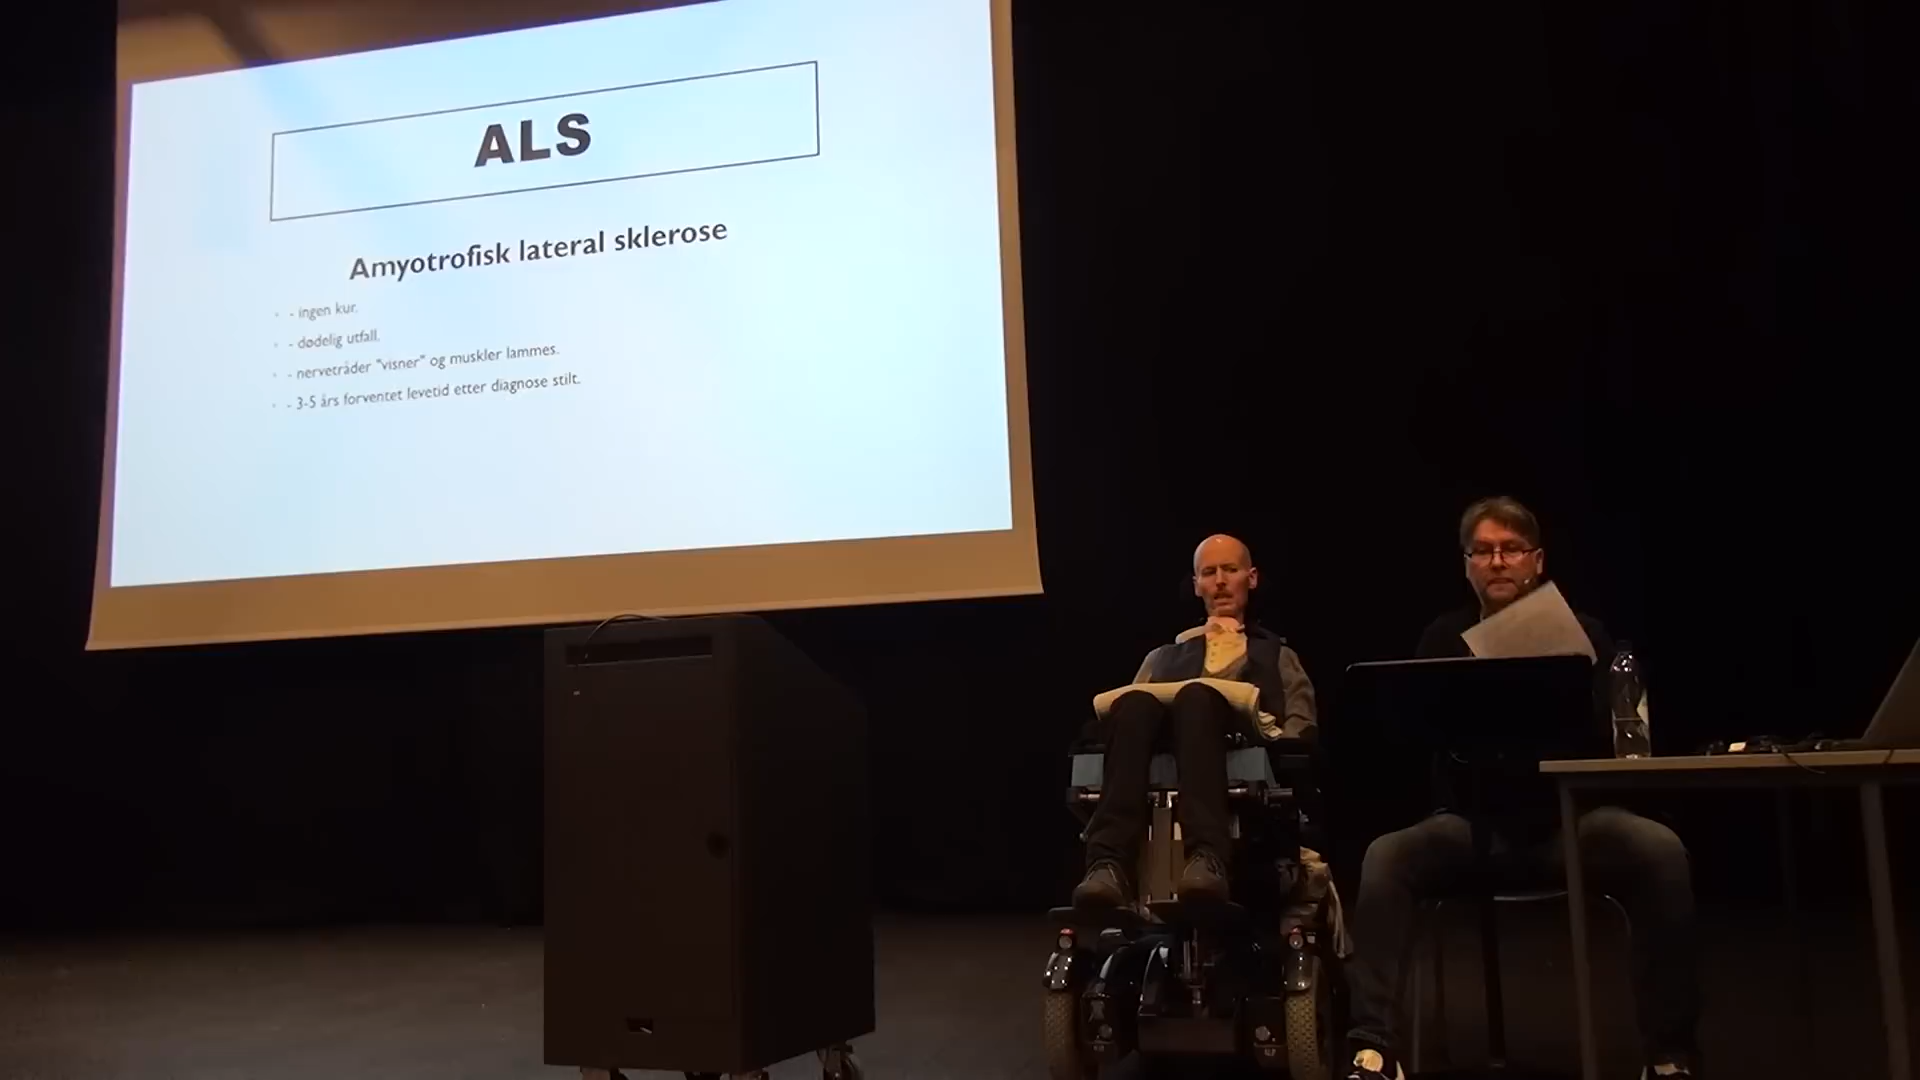 ALS
Amyotrofisk lateral sklerose
- ingen kur.
- dødelig utfall.
- nervetråder "visner" og muskler lammes.
- 3-5 års forventet levetid etter diagnose stilt.